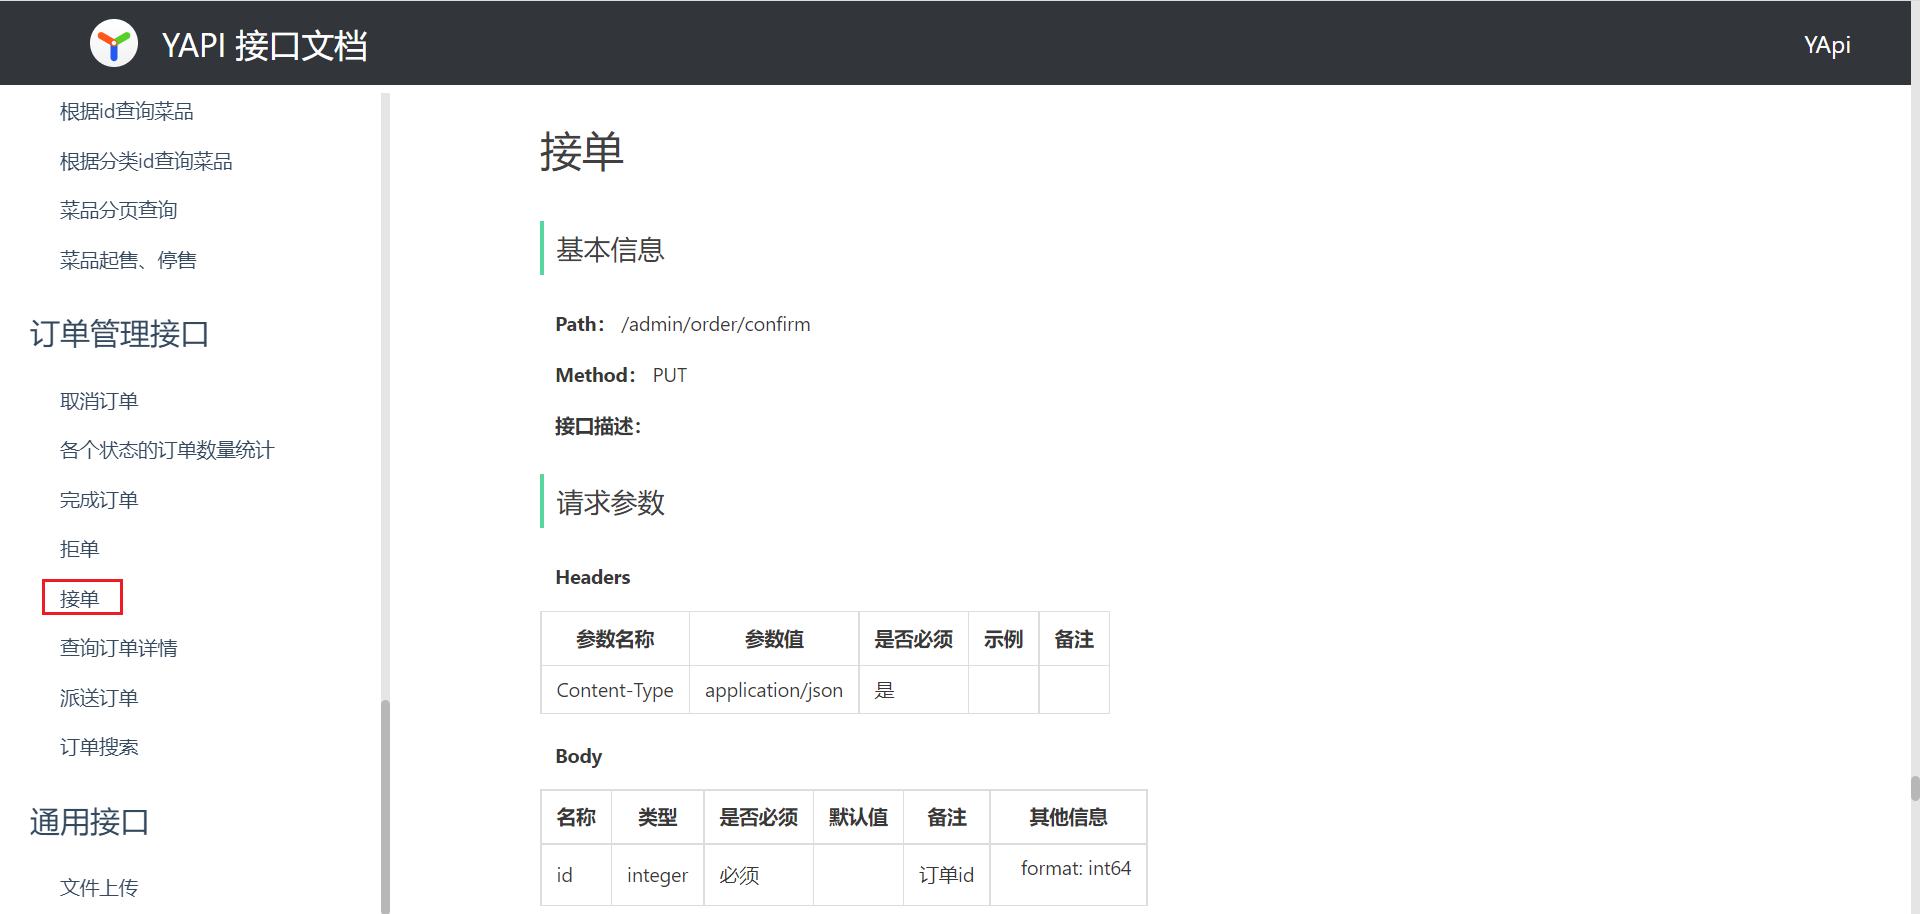 YAPI 接口文档
YApi
根据id查询菜品
根据分类id查询菜品
菜品分页查询
菜品起售、停售
订单管理接口
取消订单
各个状态的订单数量统计
完成订单
拒单
接单
查询订单详情
派送订单
订单搜索
通用接口
文件上传
接单
基本信息
Path： /admin/order/confirm
Method： PUT
接口描述：
请求参数
Headers
参数名称 参数值 是否必须 示例 备注
Content-Type application/json 是
Body
名称 类型 是否必须 默认值 备注 其他信息
id integer 必须 订单id format: int64